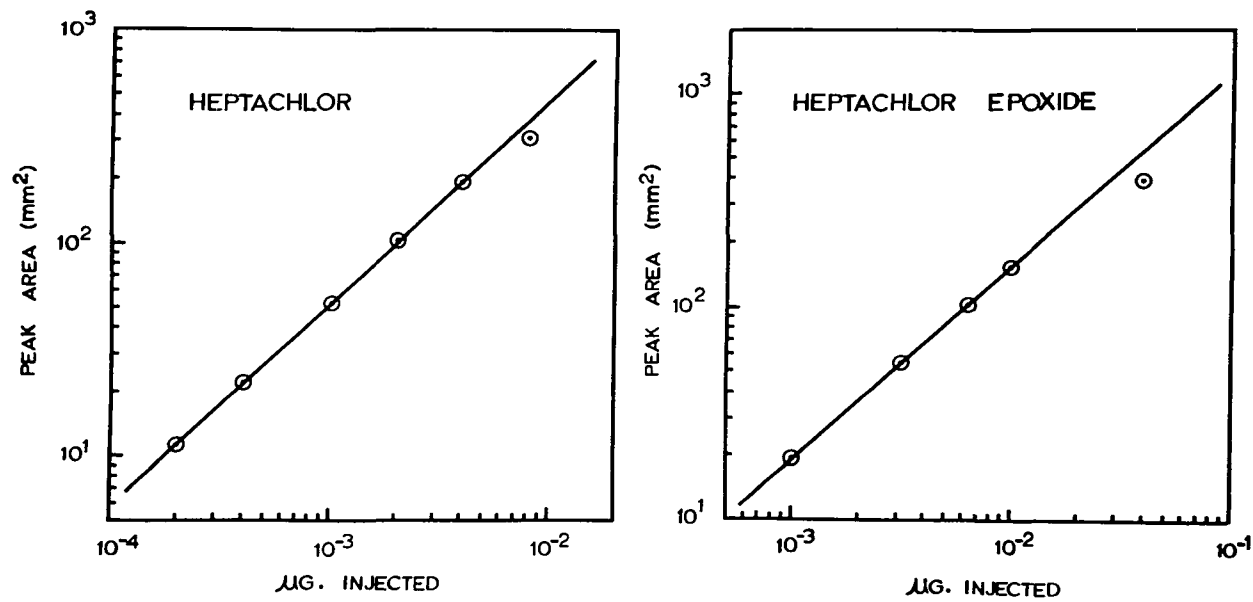 HEPTACHLOR
PEAK AREA (mm²)
10³
10²
10¹
10⁻⁴
10⁻³
10⁻²
µG. INJECTED
HEPTACHLOR EPOXIDE
PEAK AREA (mm²)
10³
10²
10¹
10⁻³
10⁻²
10⁻¹
µG. INJECTED